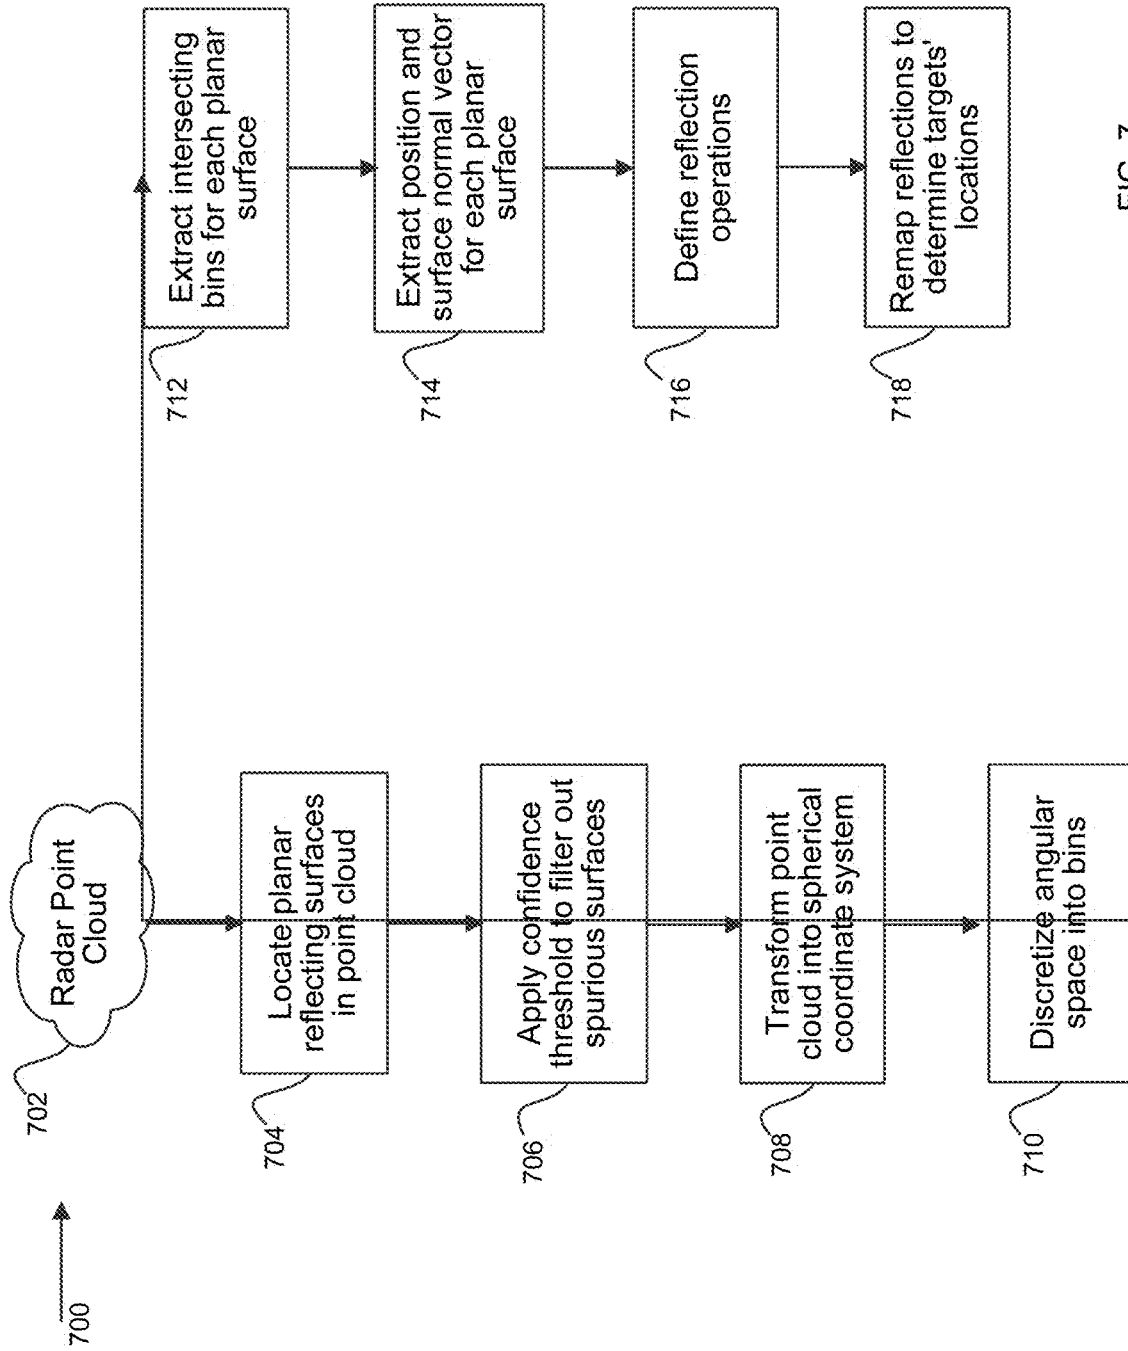 700
702
Radar Point
Cloud
704
Locate planar
reflecting surfaces
in point cloud
706
Apply confidence
threshold to filter out
spurious surfaces
708
Transform point
cloud into spherical
coordinate system
710
Discretize angular
space into bins
712
Extract intersecting
bins for each planar
surface
714
Extract position and
surface normal vector
for each planar
surface
716
Define reflection
operations
718
Remap reflections to
determine targets'
locations
FIG. 7